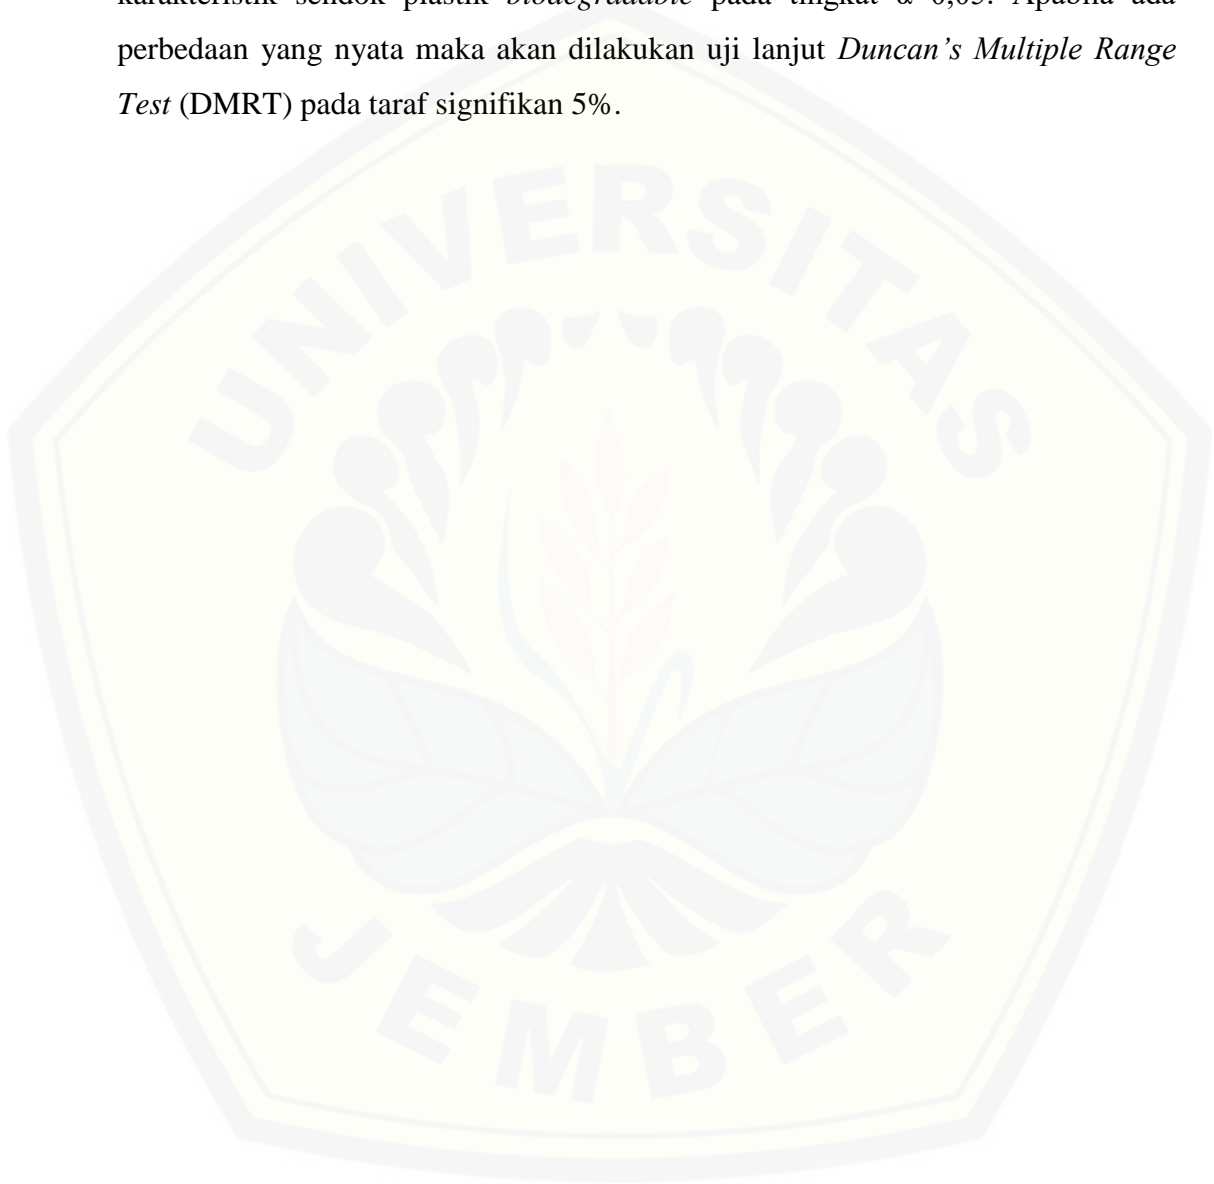 karakteristik sendok plastik biodegradable pada tingkat α 0,05. Apabila ada
perbedaan yang nyata maka akan dilakukan uji lanjut Duncan's Multiple Range
Test (DMRT) pada taraf signifikan 5%.
UNIVERSITAS
JEMBER